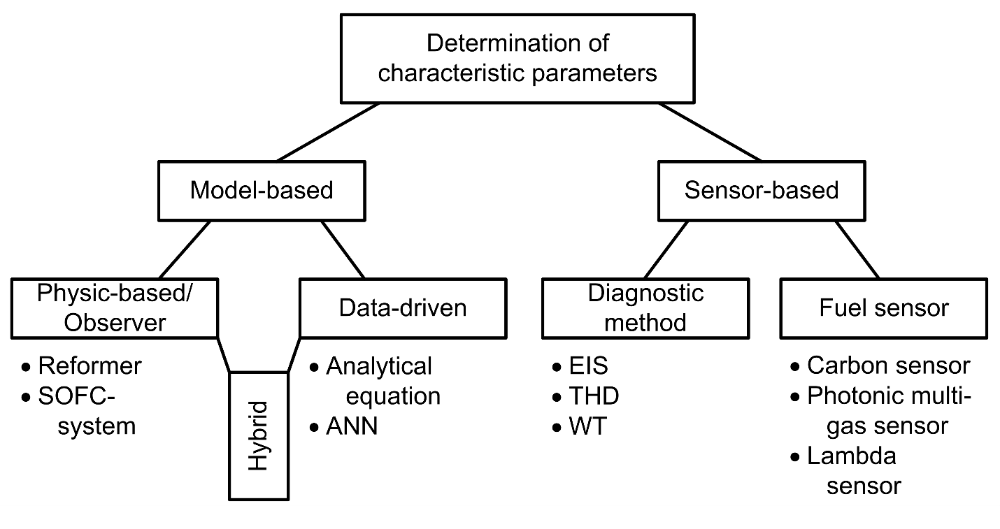 Determination of
characteristic parameters
Model-based
Sensor-based
Physic-based/
Observer
Data-driven
Diagnostic
method
Fuel sensor
• Reformer
• SOFC-
system
Hybrid
• Analytical
equation
• ANN
• EIS
• THD
• WT
• Carbon sensor
• Photonic multi-
gas sensor
• Lambda
sensor